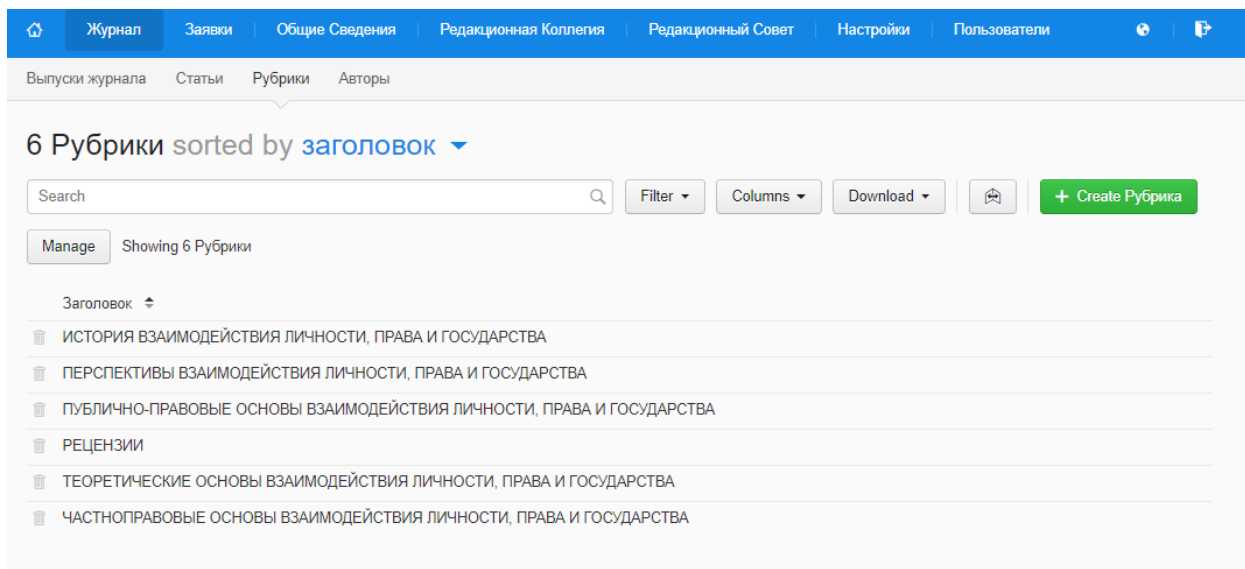 Журнал Заявки Общие Сведения Редакционная Коллегия Редакционный Совет Настройки Пользователи
Выпуски журнала Статьи Рубрики Авторы
6 Рубрики sorted by заголовок
Search Filter Columns Download + Create Рубрика
Manage Showing 6 Рубрики
Заголовок
ИСТОРИЯ ВЗАИМОДЕЙСТВИЯ ЛИЧНОСТИ, ПРАВА И ГОСУДАРСТВА
ПЕРСПЕКТИВЫ ВЗАИМОДЕЙСТВИЯ ЛИЧНОСТИ, ПРАВА И ГОСУДАРСТВА
ПУБЛИЧНО-ПРАВОВЫЕ ОСНОВЫ ВЗАИМОДЕЙСТВИЯ ЛИЧНОСТИ, ПРАВА И ГОСУДАРСТВА
РЕЦЕНЗИИ
ТЕОРЕТИЧЕСКИЕ ОСНОВЫ ВЗАИМОДЕЙСТВИЯ ЛИЧНОСТИ, ПРАВА И ГОСУДАРСТВА
ЧАСТНОПРАВОВЫЕ ОСНОВЫ ВЗАИМОДЕЙСТВИЯ ЛИЧНОСТИ, ПРАВА И ГОСУДАРСТВА